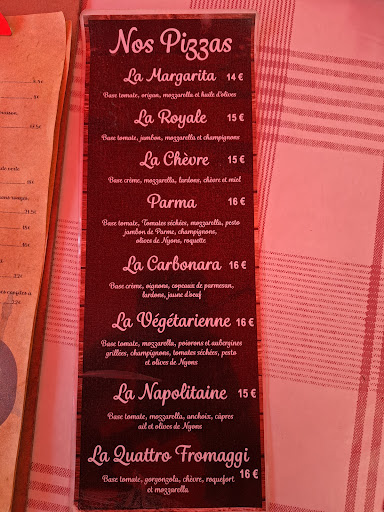 Nos Pizzas
La Margarita 14 €
Base tomate, origan, mozzarella et huile d'olives
La Royale 15 €
Base tomate, jambon, mozzarella et champignons
La Chèvre 15 €
Base crème, mozzarella, lardons, chèvre et miel
Parma 16 €
Base tomate, Tomates séchées, mozzarella, pesto
jambon de Parme, champignons,
olives de Nyons, roquette
La Carbonara 16 €
Base crème, oignons, copeaux de parmesan,
lardons, jaune d'oeuf
La Végétarienne 16 €
Base tomate, mozzarella, poivrons et aubergines
grillées, champignons, tomates séchées, pesto
et olives de Nyons
La Napolitaine 15 €
Base tomate, mozzarella, anchoix, câpres
ail et olives de Nyons
La Quattro Fromaggi
16 €
Base tomate, gorgonzola, chèvre, roquefort
et mozzarella